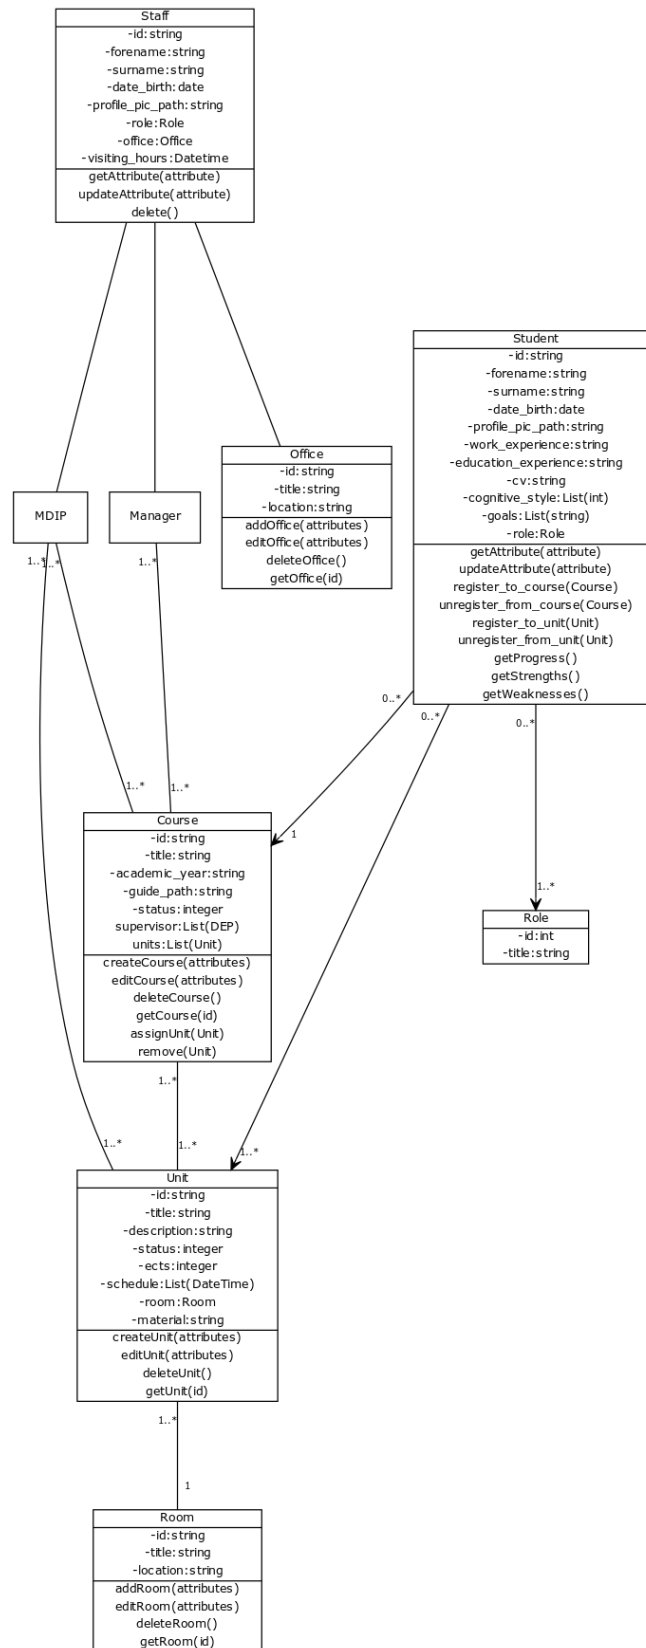 Staff
-id:string
-forename:string
-surname:string
-date_birth:date
-profile_pic_path:string
-role:Role
-office:Office
-visiting_hours:Datetime
getAttribute(attribute)
updateAttribute(attribute)
delete()
Student
-id:string
-forename:string
-surname:string
-date_birth:date
-profile_pic_path:string
-work_experience:string
-education_experience:string
-cv:string
-cognitive_style:List(int)
-goals:List(string)
-role:Role
getAttribute(attribute)
updateAttribute(attribute)
register_to_course(Course)
unregister_from_course(Course)
register_to_unit(Unit)
unregister_from_unit(Unit)
getProgress()
getStrengths()
getWeaknesses()
Office
-id:string
-title:string
-location:string
addOffice(attributes)
editOffice(attributes)
deleteOffice()
getOffice(id)
MDIP
Manager
1..*
1..*
1..*
0..*
0..*
0..*
1..*
1..*
1
1..*
Course
-id:string
-title:string
-academic_year:string
-guide_path:string
-status:integer
supervisor:List(DEP)
units:List(Unit)
createCourse(attributes)
editCourse(attributes)
deleteCourse()
getCourse(id)
assignUnit(Unit)
remove(Unit)
Role
-id:int
-title:string
1..*
1..*
1..*
1..*
Unit
-id:string
-title:string
-description:string
-status:integer
-ects:integer
-schedule:List(DateTime)
-room:Room
-material:string
createUnit(attributes)
editUnit(attributes)
deleteUnit()
getUnit(id)
1..*
1
Room
-id:string
-title:string
-location:string
addRoom(attributes)
editRoom(attributes)
deleteRoom()
getRoom(id)